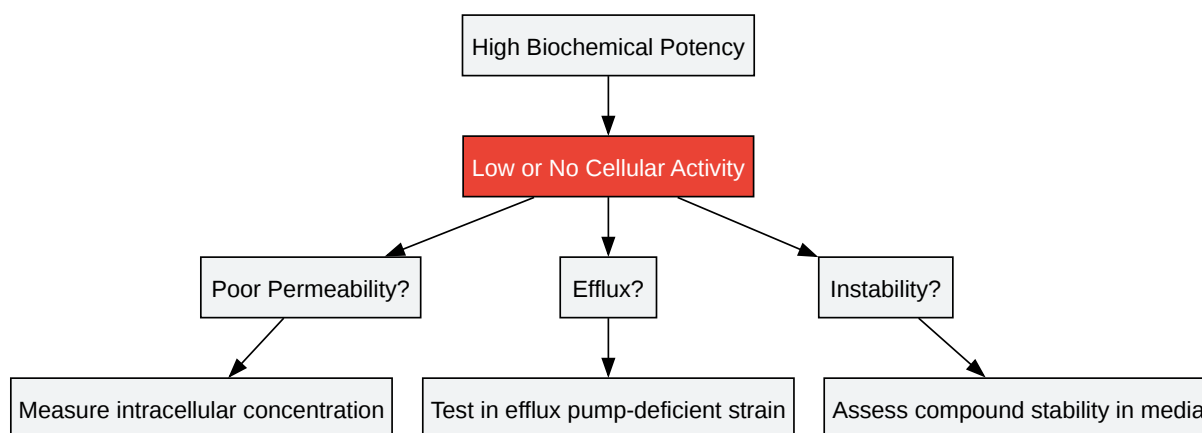 High Biochemical Potency
Low or No Cellular Activity
Poor Permeability?
Efflux?
Instability?
Measure intracellular concentration
Test in efflux pump-deficient strain
Assess compound stability in media